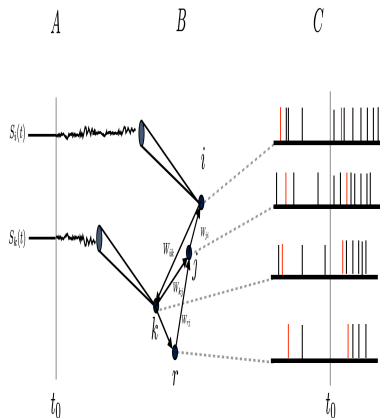 A B C
S_i(t)
i
W_ji
W_ik
j
S_k(t)
W_kj
k
W_rj
r
t_0 t_0